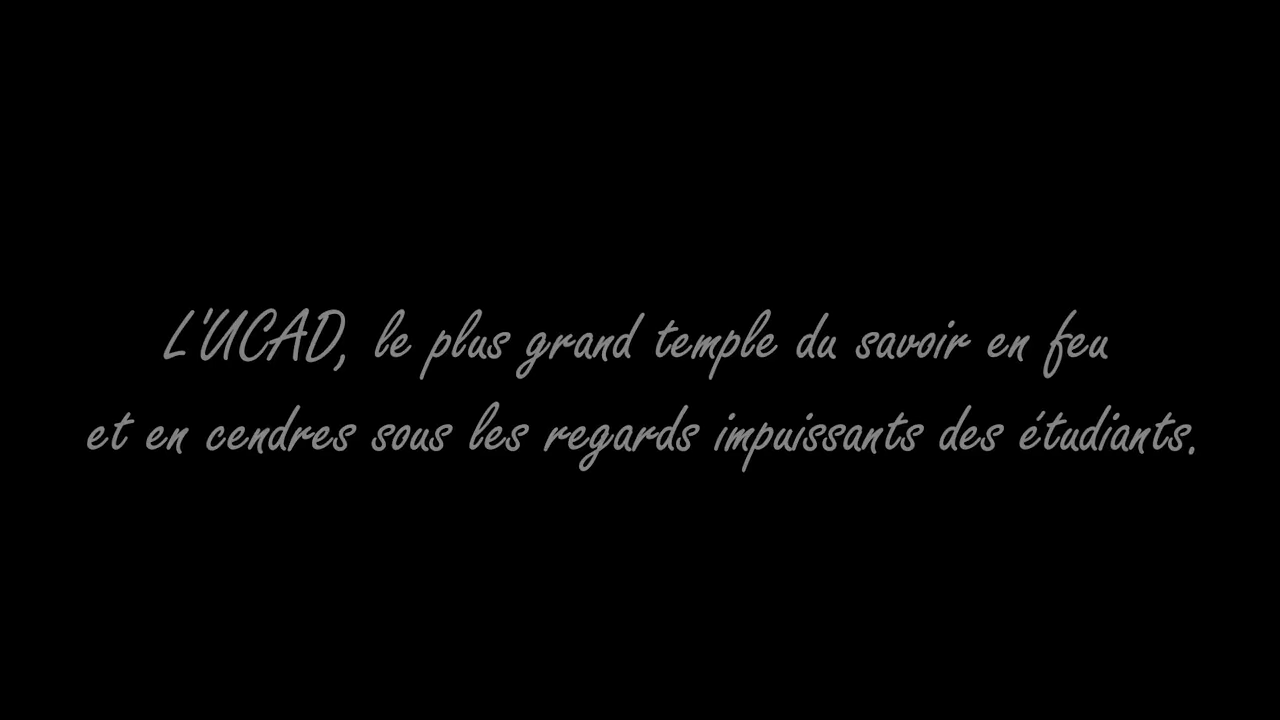 L'UCAD, le plus grand temple du savoir en feu
et en cendres sous les regards impuissants des étudiants.